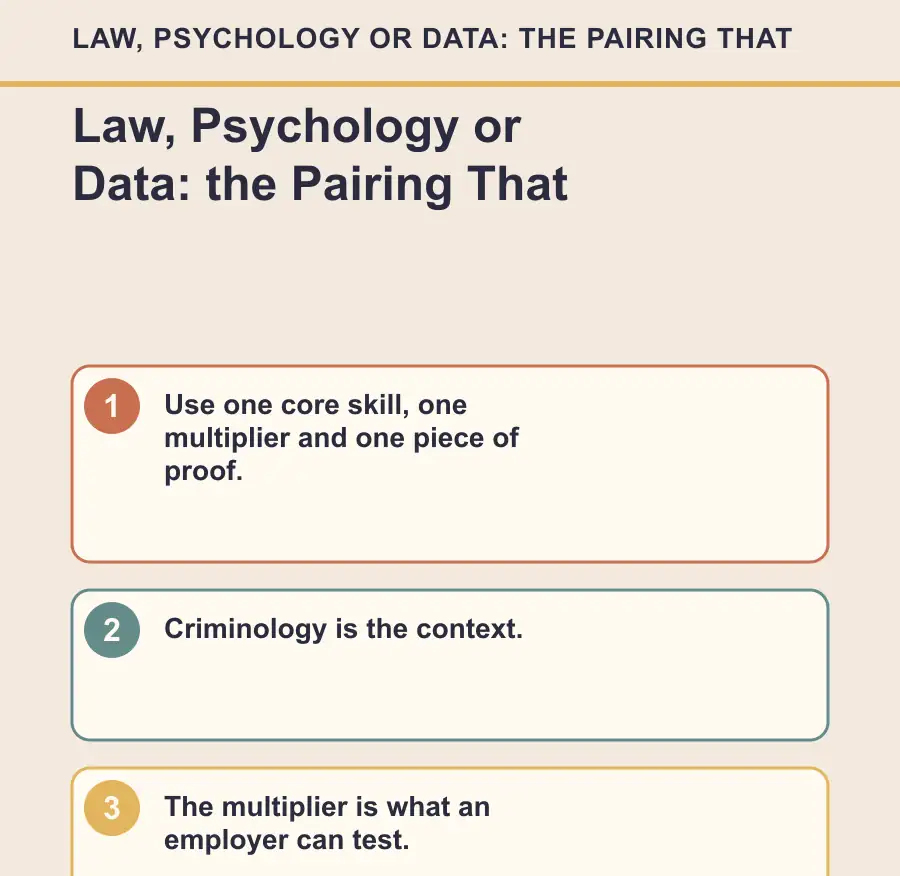 LAW, PSYCHOLOGY OR DATA: THE PAIRING THAT
Law, Psychology or
Data: the Pairing That
1
Use one core skill, one
multiplier and one piece of
proof.
2
Criminology is the context.
3
The multiplier is what an
employer can test.